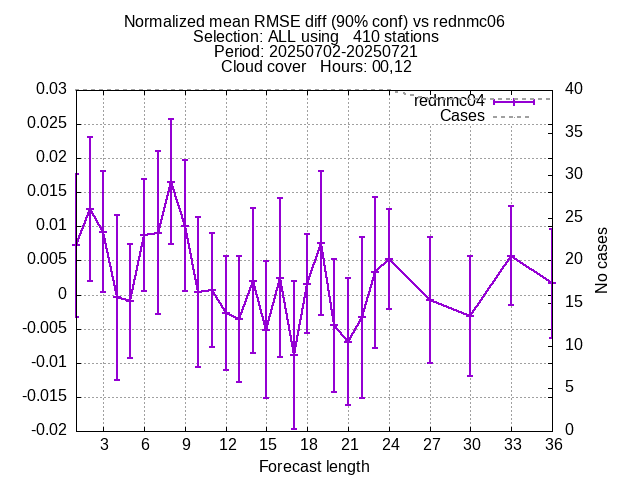 Normalized mean RMSE diff (90% conf) vs rednmc06
Selection: ALL using   410 stations
Period: 20250702-20250721
Cloud cover   Hours: 00,12
0.03
0.025
0.02
0.015
0.01
0.005
0
-0.005
-0.01
-0.015
-0.02
rednmc04
Cases
40
35
30
25
20
15
10
5
0
No cases
3 6 9 12 15 18 21 24 27 30 33 36
Forecast length